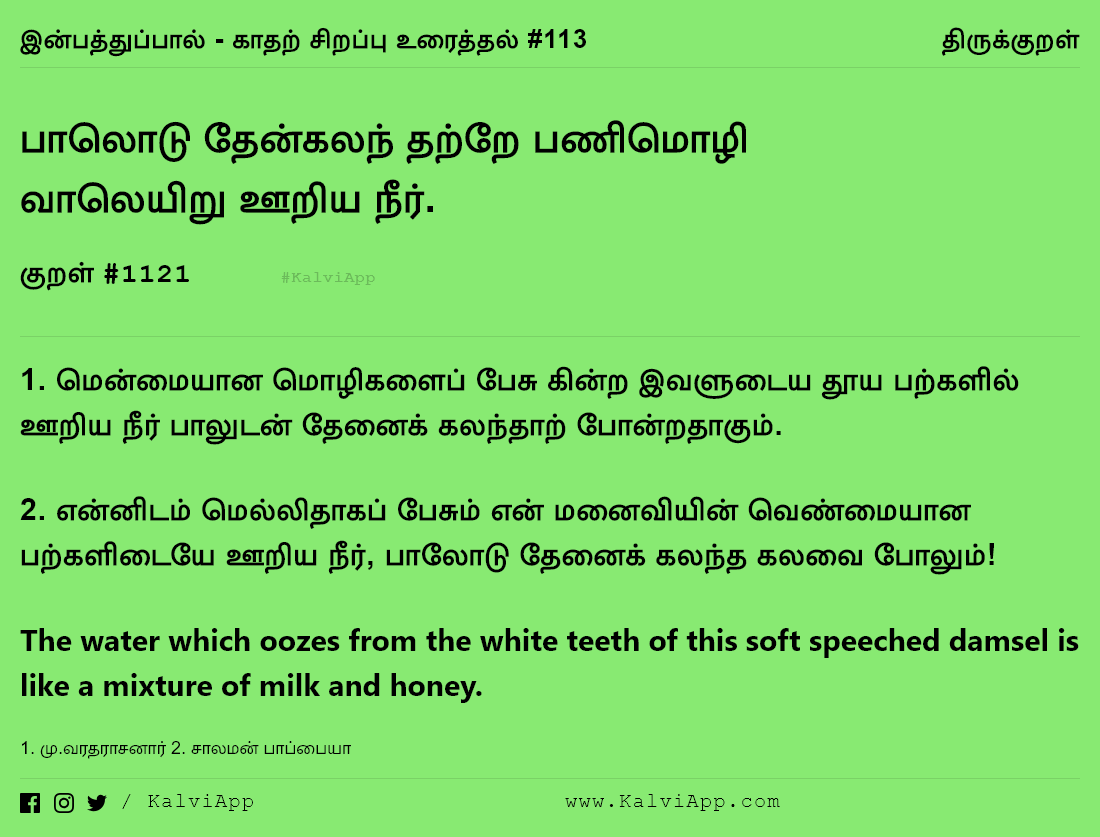 இன்பத்துப்பால் - காதற் சிறப்பு உரைத்தல் #113 திருக்குறள்
பாலொடு தேன்கலந் தற்றே பணிமொழி
வாலெயிறு ஊறிய நீர்.
குறள் #1121 #KalviApp
1. மென்மையான மொழிகளைப் பேசு கின்ற இவளுடைய தூய பற்களில்
ஊறிய நீர் பாலுடன் தேனைக் கலந்தாற் போன்றதாகும்.
2. என்னிடம் மெல்லிதாகப் பேசும் என் மனைவியின் வெண்மையான
பற்களிடையே ஊறிய நீர், பாலோடு தேனைக் கலந்த கலவை போலும்!
The water which oozes from the white teeth of this soft speeched damsel is
like a mixture of milk and honey.
1. மு.வரதராசனார் 2. சாலமன் பாப்பையா
/ KalviApp www.KalviApp.com